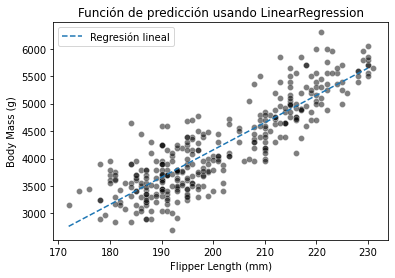 Función de predicción usando LinearRegression
Regresión lineal
6000
5500
5000
4500
4000
3500
3000
Body Mass (g)
170 180 190 200 210 220 230
Flipper Length (mm)